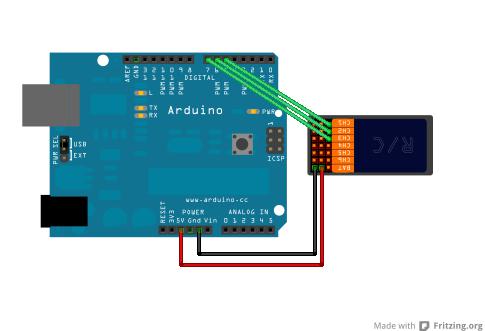 AREF
GND
13
12
11
10
9
8
7
6
5
4
3
2
1
0
PWM
PWM
PWM
PWM
PWM
TX
RX
DIGITAL
L
TX
RX
Arduino
PWR
1
ICSP
PWR SEL
USB
EXT
www.arduino.cc
RESET
3V3
5V Gnd Vin
POWER
ANALOG IN
0 1 2 3 4 5
CH1
CH2
CH3
CH4
CH5
CH6
BAT
R/C
Made with Fritzing.org